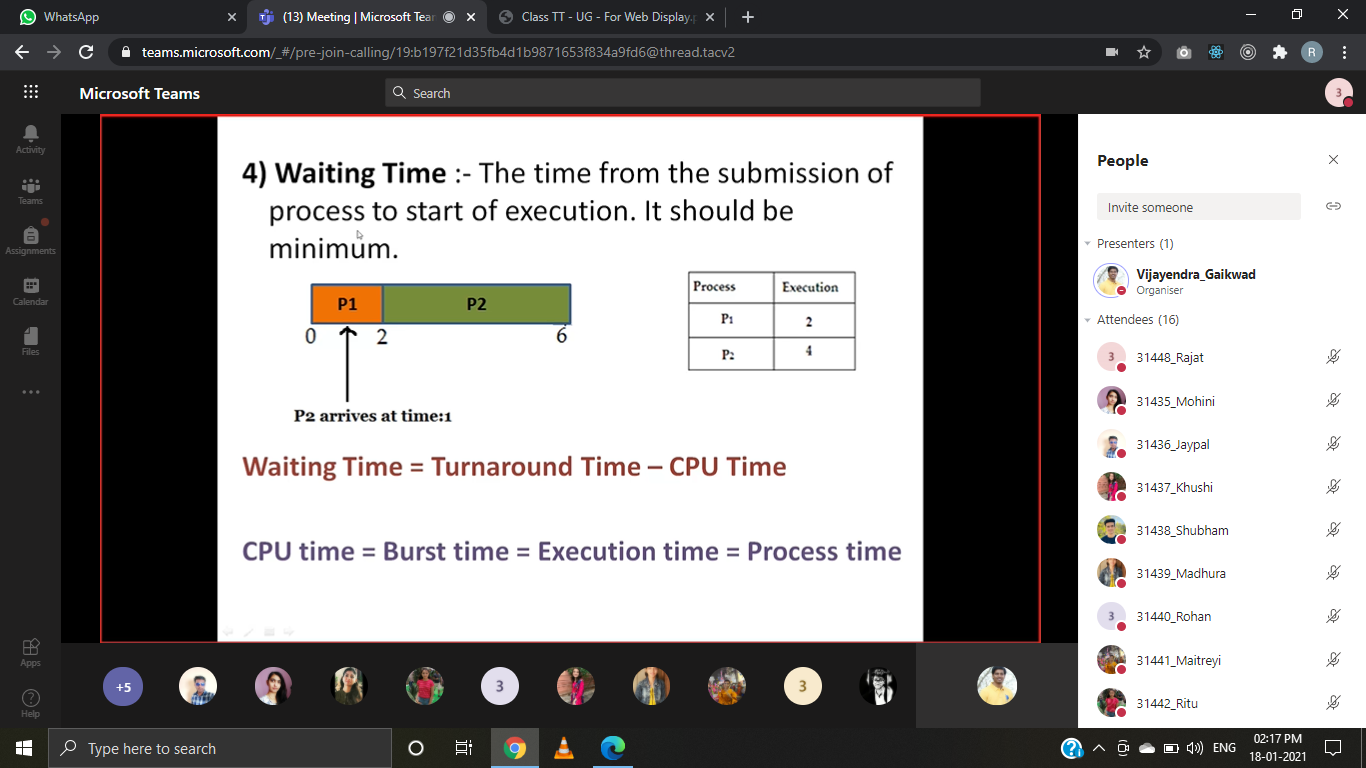 WhatsApp
(13) Meeting | Microsoft Tear
Class TT - UG - For Web Display.p
teams.microsoft.com/_#/pre-join-calling/19:b197f21d35fb4d1b9871653f834a9fd6@thread.tacv2
R
Microsoft Teams
Search
3
Activity
Teams
Assignments
Calendar
Files
Apps
Help
4) Waiting Time :- The time from the submission of
process to start of execution. It should be
minimum.
P1 P2
0 2 6
P2 arrives at time:1
Process Execution
P1 2
P2 4
Waiting Time = Turnaround Time – CPU Time
CPU time = Burst time = Execution time = Process time
+5
3
3
People
Invite someone
Presenters (1)
Vijayendra_Gaikwad
Organiser
Attendees (16)
3 31448_Rajat
31435_Mohini
31436_Jaypal
31437_Khushi
31438_Shubham
31439_Madhura
3 31440_Rohan
31441_Maitreyi
31442_Ritu
Type here to search
ENG
02:17 PM
18-01-2021